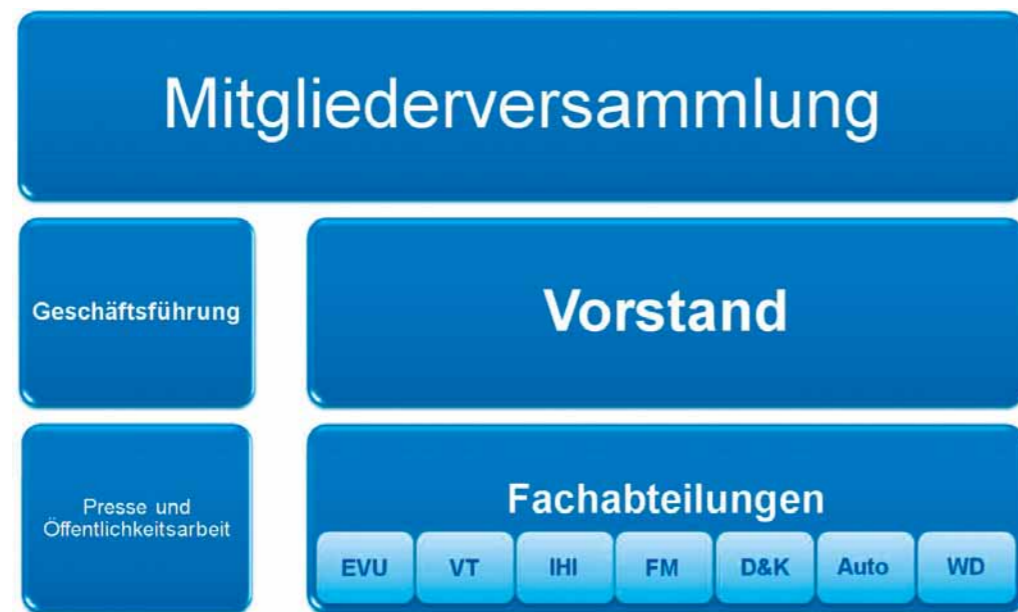 Mitgliederversammlung
Geschäftsführung
Vorstand
Presse und
Öffentlichkeitsarbeit
Fachabteilungen
EVU
VT
IHI
FM
D&K
Auto
WD